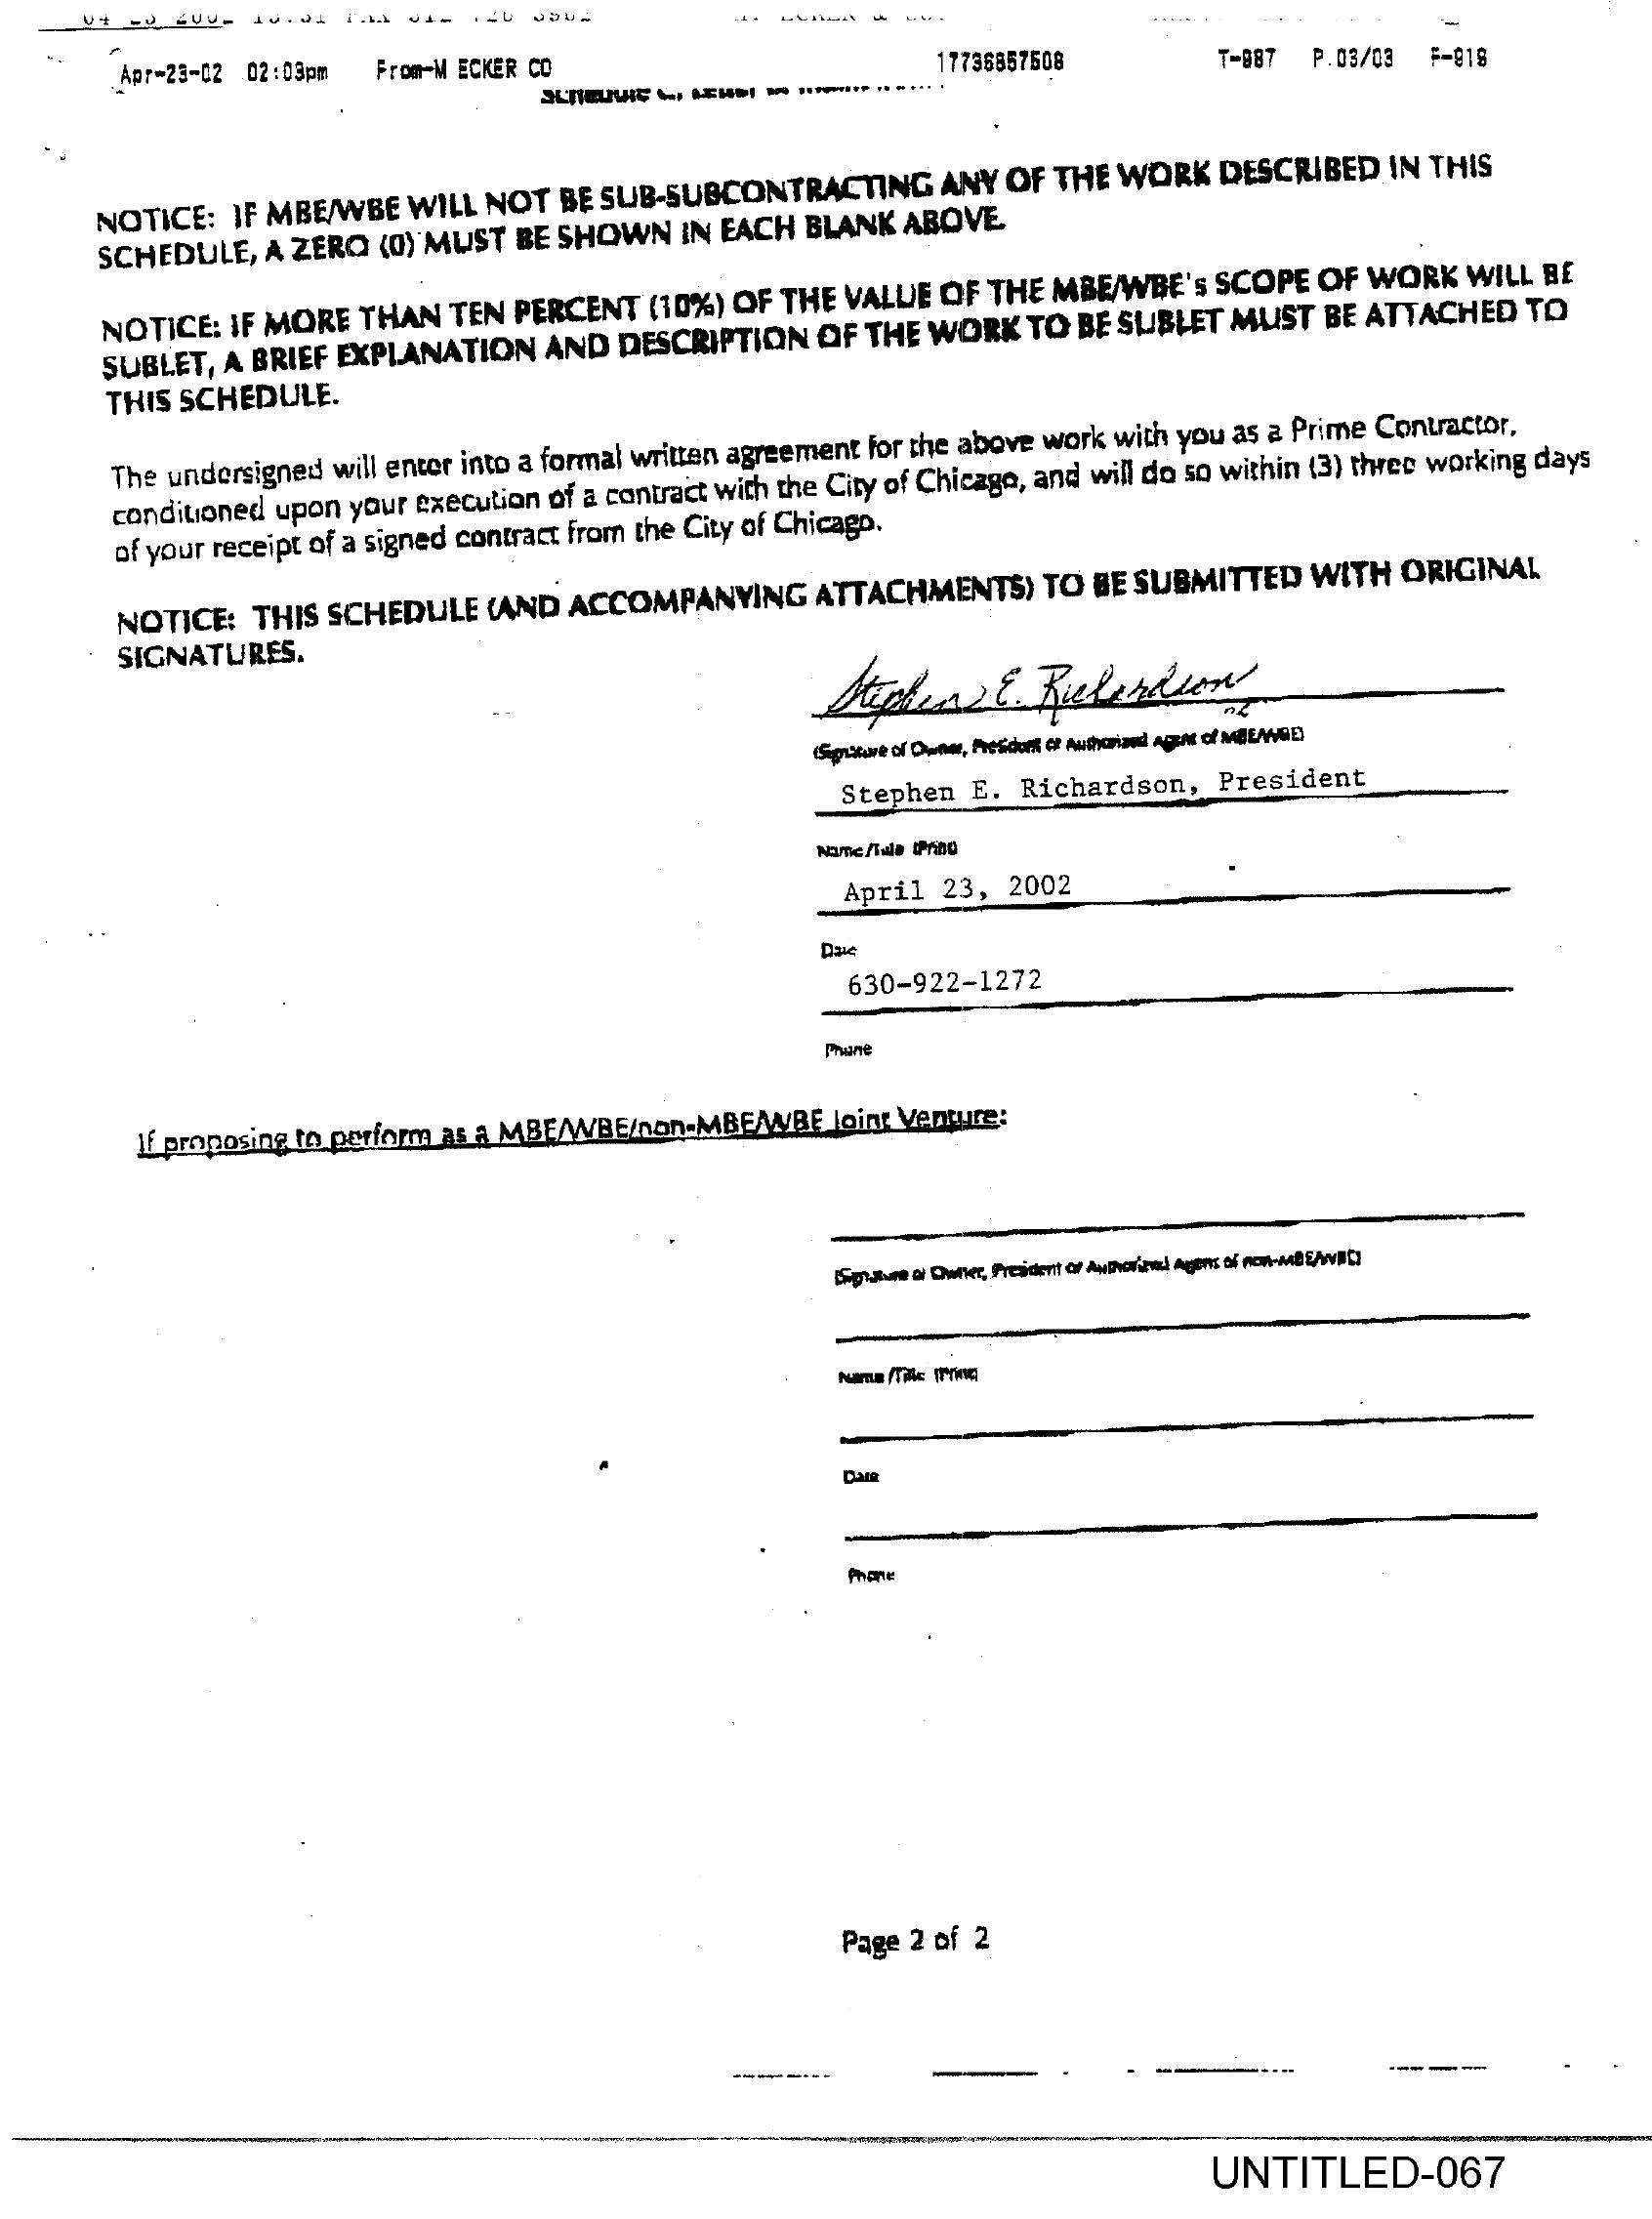 Apr-23-02 02:03pm From-M ECKER CO 17736857508 T-987 P.03/03 F-918
NOTICE: IF MBE/WBE WILL NOT BE SUB-SUBCONTRACTING ANY OF THE WORK DESCRIBED IN THIS
SCHEDULE, A ZERO (0) MUST BE SHOWN IN EACH BLANK ABOVE.
NOTICE: IF MORE THAN TEN PERCENT (10%) OF THE VALUE OF THE MBE/WBE's SCOPE OF WORK WILL BE
SUBLET, A BRIEF EXPLANATION AND DESCRIPTION OF THE WORK TO BE SUBLET MUST BE ATTACHED TO
THIS SCHEDULE.
The undersigned will enter into a formal written agreement for the above work with you as a Prime Contractor,
conditioned upon your execution of a contract with the City of Chicago, and will do so within (3) three working days
of your receipt of a signed contract from the City of Chicago.
NOTICE: THIS SCHEDULE (AND ACCOMPANYING ATTACHMENTS) TO BE SUBMITTED WITH ORIGINAL
SIGNATURES.
Stephen E. Richardson
(Signature of Owner, President or Authorized Agent of MBE/WBE)
Stephen E. Richardson, President
Name/Title (Print)
April 23, 2002
Date
630-922-1272
Phone
If proposing to perform as a MBE/WBE/non-MBE/WBE Joint Venture:
(Signature of Owner, President or Authorized Agent of non-MBE/WBE)
Name/Title (Print)
Date
Phone
Page 2 of 2
UNTITLED-067